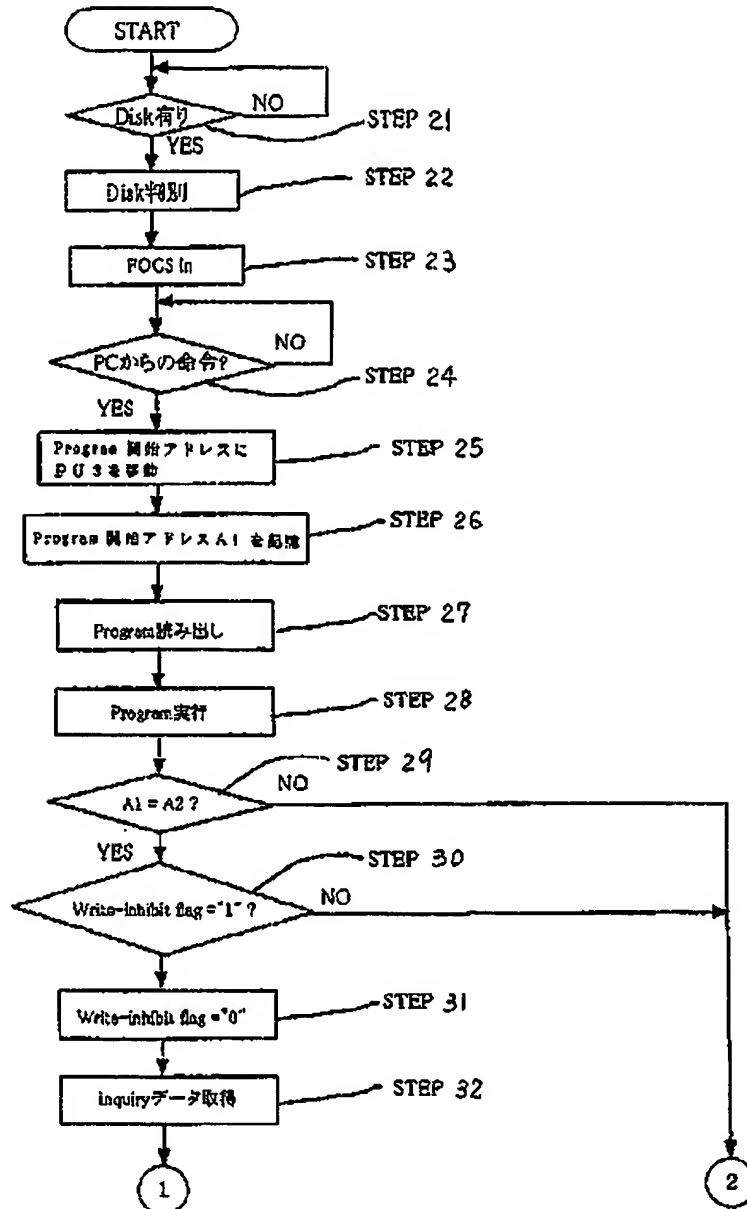 START
NO
Disk有り
STEP 21
YES
Disk判別
STEP 22
FOCS in
STEP 23
NO
PCからの命令?
STEP 24
YES
Program 開始アドレスに
PU3を移動
STEP 25
Program 開始アドレスA1 を記憶
STEP 26
Program読み出し
STEP 27
Program実行
STEP 28
STEP 29
NO
A1 = A2 ?
YES
STEP 30
Write-inhibit flag ="1" ?
NO
Write-inhibit flag ="0"
STEP 31
inquiryデータ取得
STEP 32
1
2